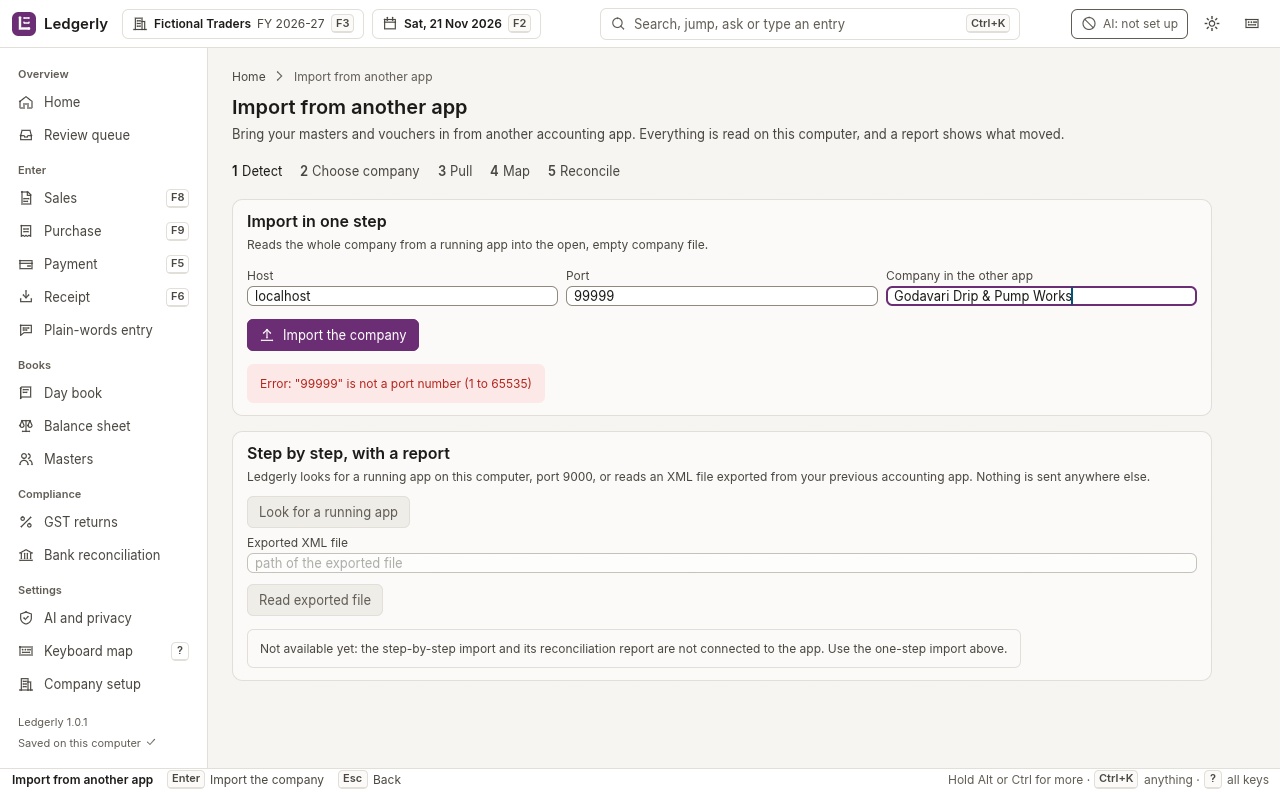 Ledgerly
Fictional Traders FY 2026-27 F3
Sat, 21 Nov 2026 F2
Search, jump, ask or type an entry Ctrl+K
AI: not set up
Overview
Home
Review queue
Enter
Sales F8
Purchase F9
Payment F5
Receipt F6
Plain-words entry
Books
Day book
Balance sheet
Masters
Compliance
GST returns
Bank reconciliation
Settings
AI and privacy
Keyboard map ?
Company setup
Ledgerly 1.0.1
Saved on this computer
Home Import from another app
Import from another app
Bring your masters and vouchers in from another accounting app. Everything is read on this computer, and a report shows what moved.
1 Detect 2 Choose company 3 Pull 4 Map 5 Reconcile
Import in one step
Reads the whole company from a running app into the open, empty company file.
Host Port Company in the other app
localhost 99999 Godavari Drip & Pump Works
Import the company
Error: "99999" is not a port number (1 to 65535)
Step by step, with a report
Ledgerly looks for a running app on this computer, port 9000, or reads an XML file exported from your previous accounting app. Nothing is sent anywhere else.
Look for a running app
Exported XML file
path of the exported file
Read exported file
Not available yet: the step-by-step import and its reconciliation report are not connected to the app. Use the one-step import above.
Import from another app Enter Import the company Esc Back
Hold Alt or Ctrl for more · Ctrl+K anything · ? all keys